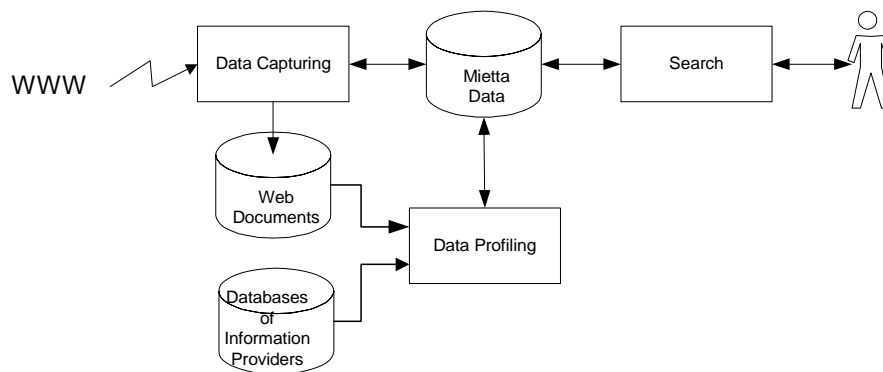 WWW
Data Capturing
Mietta
Data
Search
Web
Documents
Data Profiling
Databases
of
Information
Providers